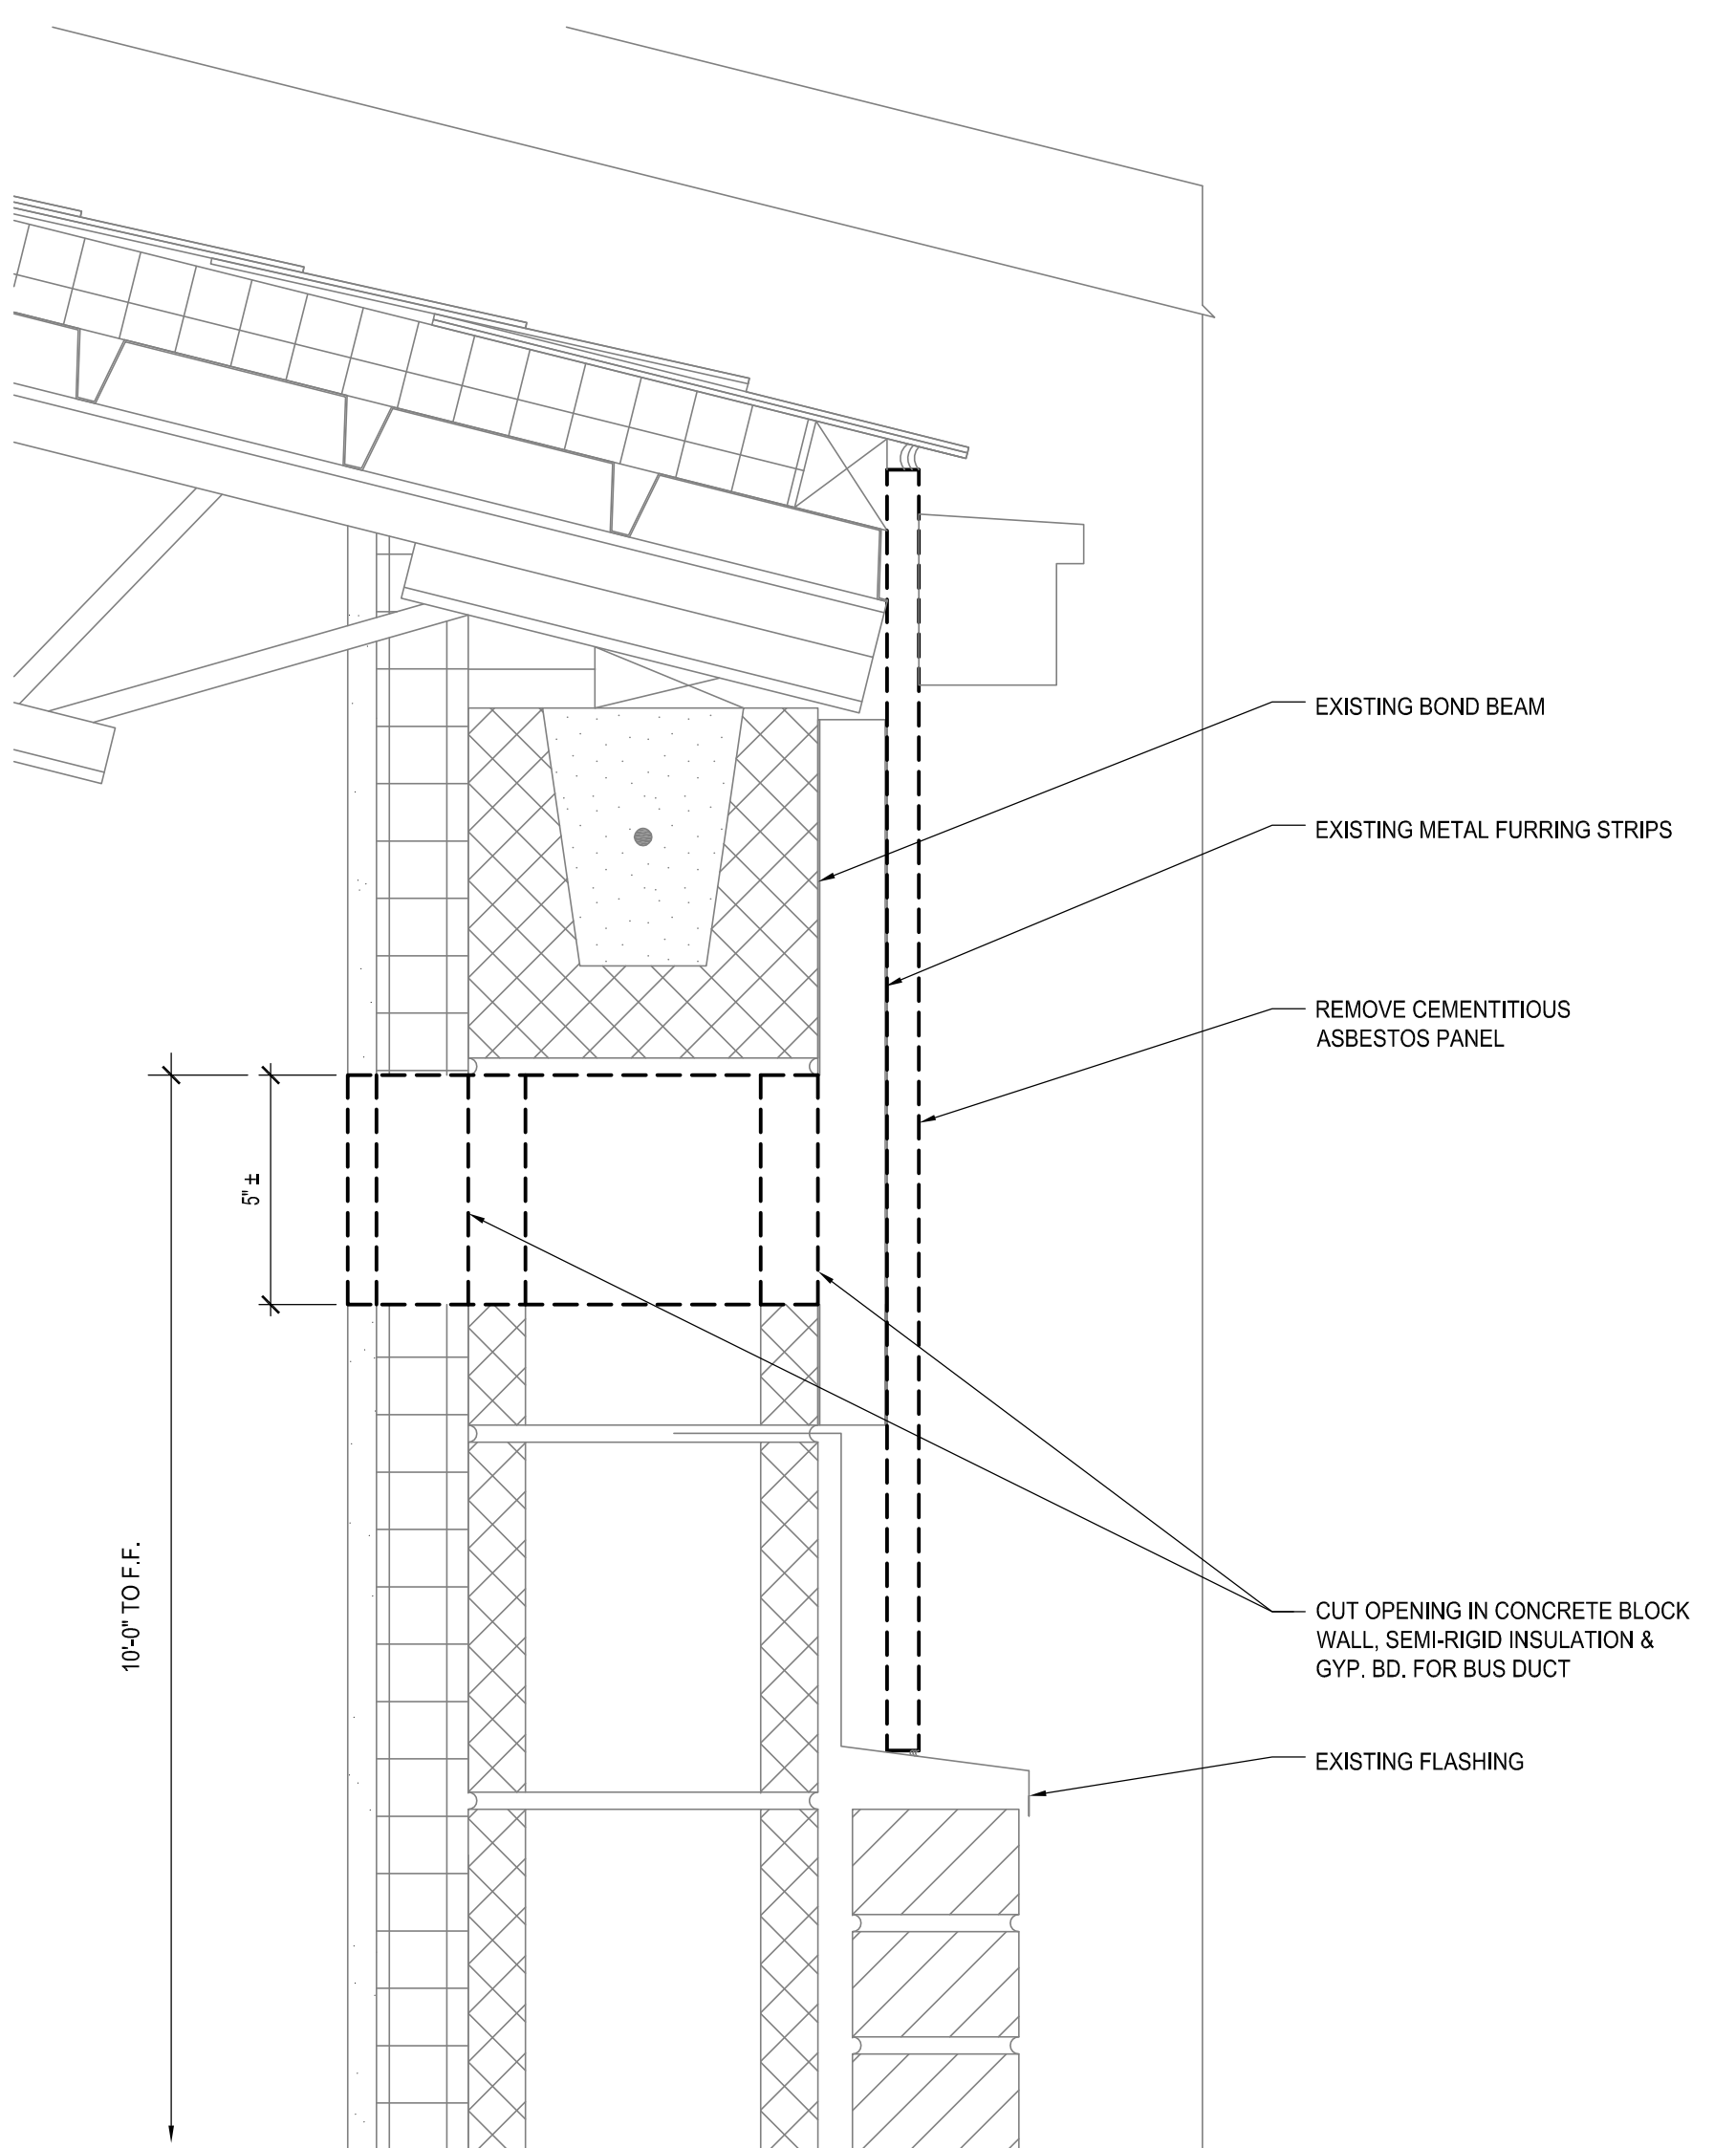 EXISTING BOND BEAM
EXISTING METAL FURRING STRIPS
REMOVE CEMENTITIOUS
ASBESTOS PANEL
5" ±
10'-0" TO F.F.
CUT OPENING IN CONCRETE BLOCK
WALL, SEMI-RIGID INSULATION &
GYP. BD. FOR BUS DUCT
EXISTING FLASHING